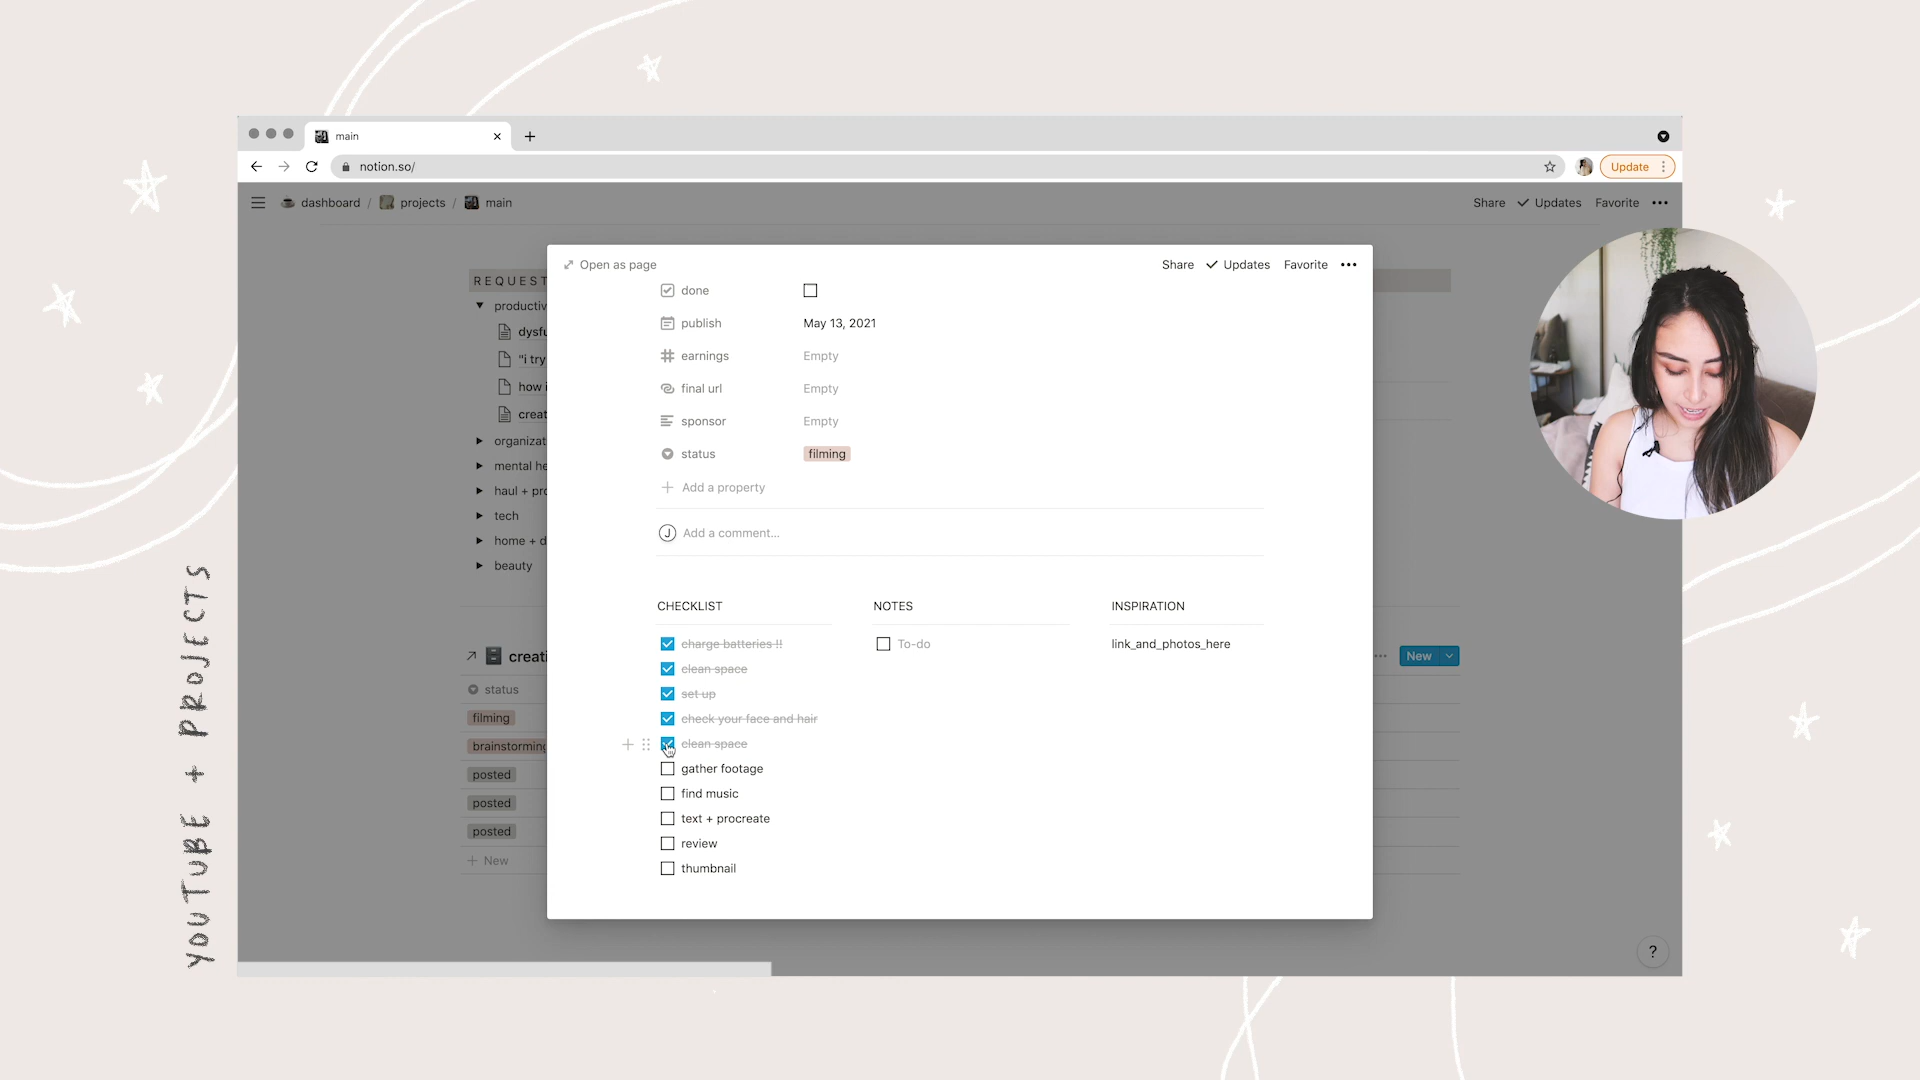 main
notion.so/
Update
dashboard / projects / main
Share Updates Favorite
REQUEST
productiv
dysfu
"i try
how i
creat
organizat
mental he
haul + pro
tech
home + d
beauty
creati
New
status
filming
brainstorming
posted
posted
posted
+ New
Open as page
Share Updates Favorite
done
publish May 13, 2021
earnings Empty
final url Empty
sponsor Empty
status filming
Add a property
J Add a comment...
CHECKLIST
charge batteries !!
clean space
set up
check your face and hair
clean space
gather footage
find music
text + procreate
review
thumbnail
NOTES
To-do
INSPIRATION
link_and_photos_here
?
YOUTUBE + PROJECTS